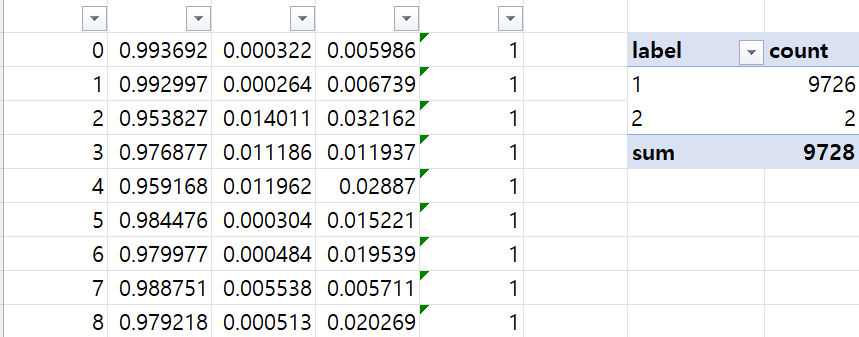 label count
0 0.993692 0.000322 0.005986 1 1 9726
1 0.992997 0.000264 0.006739 1 2 2
2 0.953827 0.014011 0.032162 1 sum 9728
3 0.976877 0.011186 0.011937 1
4 0.959168 0.011962 0.02887 1
5 0.984476 0.000304 0.015221 1
6 0.979977 0.000484 0.019539 1
7 0.988751 0.005538 0.005711 1
8 0.979218 0.000513 0.020269 1